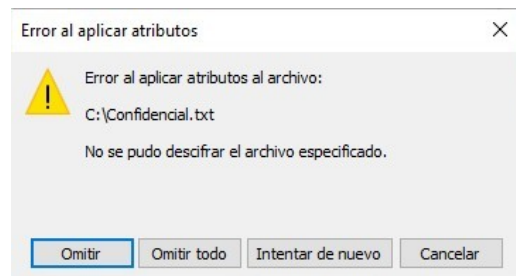 Error al aplicar atributos
Error al aplicar atributos al archivo:
C:\Confidencial.txt
No se pudo descifrar el archivo especificado.
Omitir Omitir todo Intentar de nuevo Cancelar